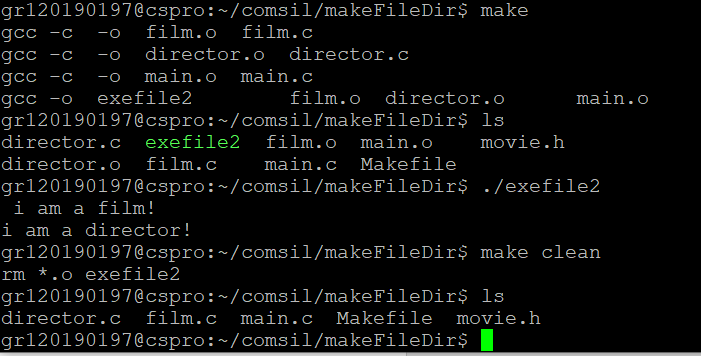 gr120190197@cspro:~/comsil/makeFileDir$ make
gcc -c  -o  film.o  film.c
gcc -c  -o  director.o  director.c
gcc -c  -o  main.o  main.c
gcc -o  exefile2        film.o  director.o      main.o
gr120190197@cspro:~/comsil/makeFileDir$ ls
director.c  exefile2  film.o  main.o    movie.h
director.o  film.c    main.c  Makefile
gr120190197@cspro:~/comsil/makeFileDir$ ./exefile2
 i am a film!
i am a director!
gr120190197@cspro:~/comsil/makeFileDir$ make clean
rm *.o exefile2
gr120190197@cspro:~/comsil/makeFileDir$ ls
director.c  film.c  main.c  Makefile  movie.h
gr120190197@cspro:~/comsil/makeFileDir$